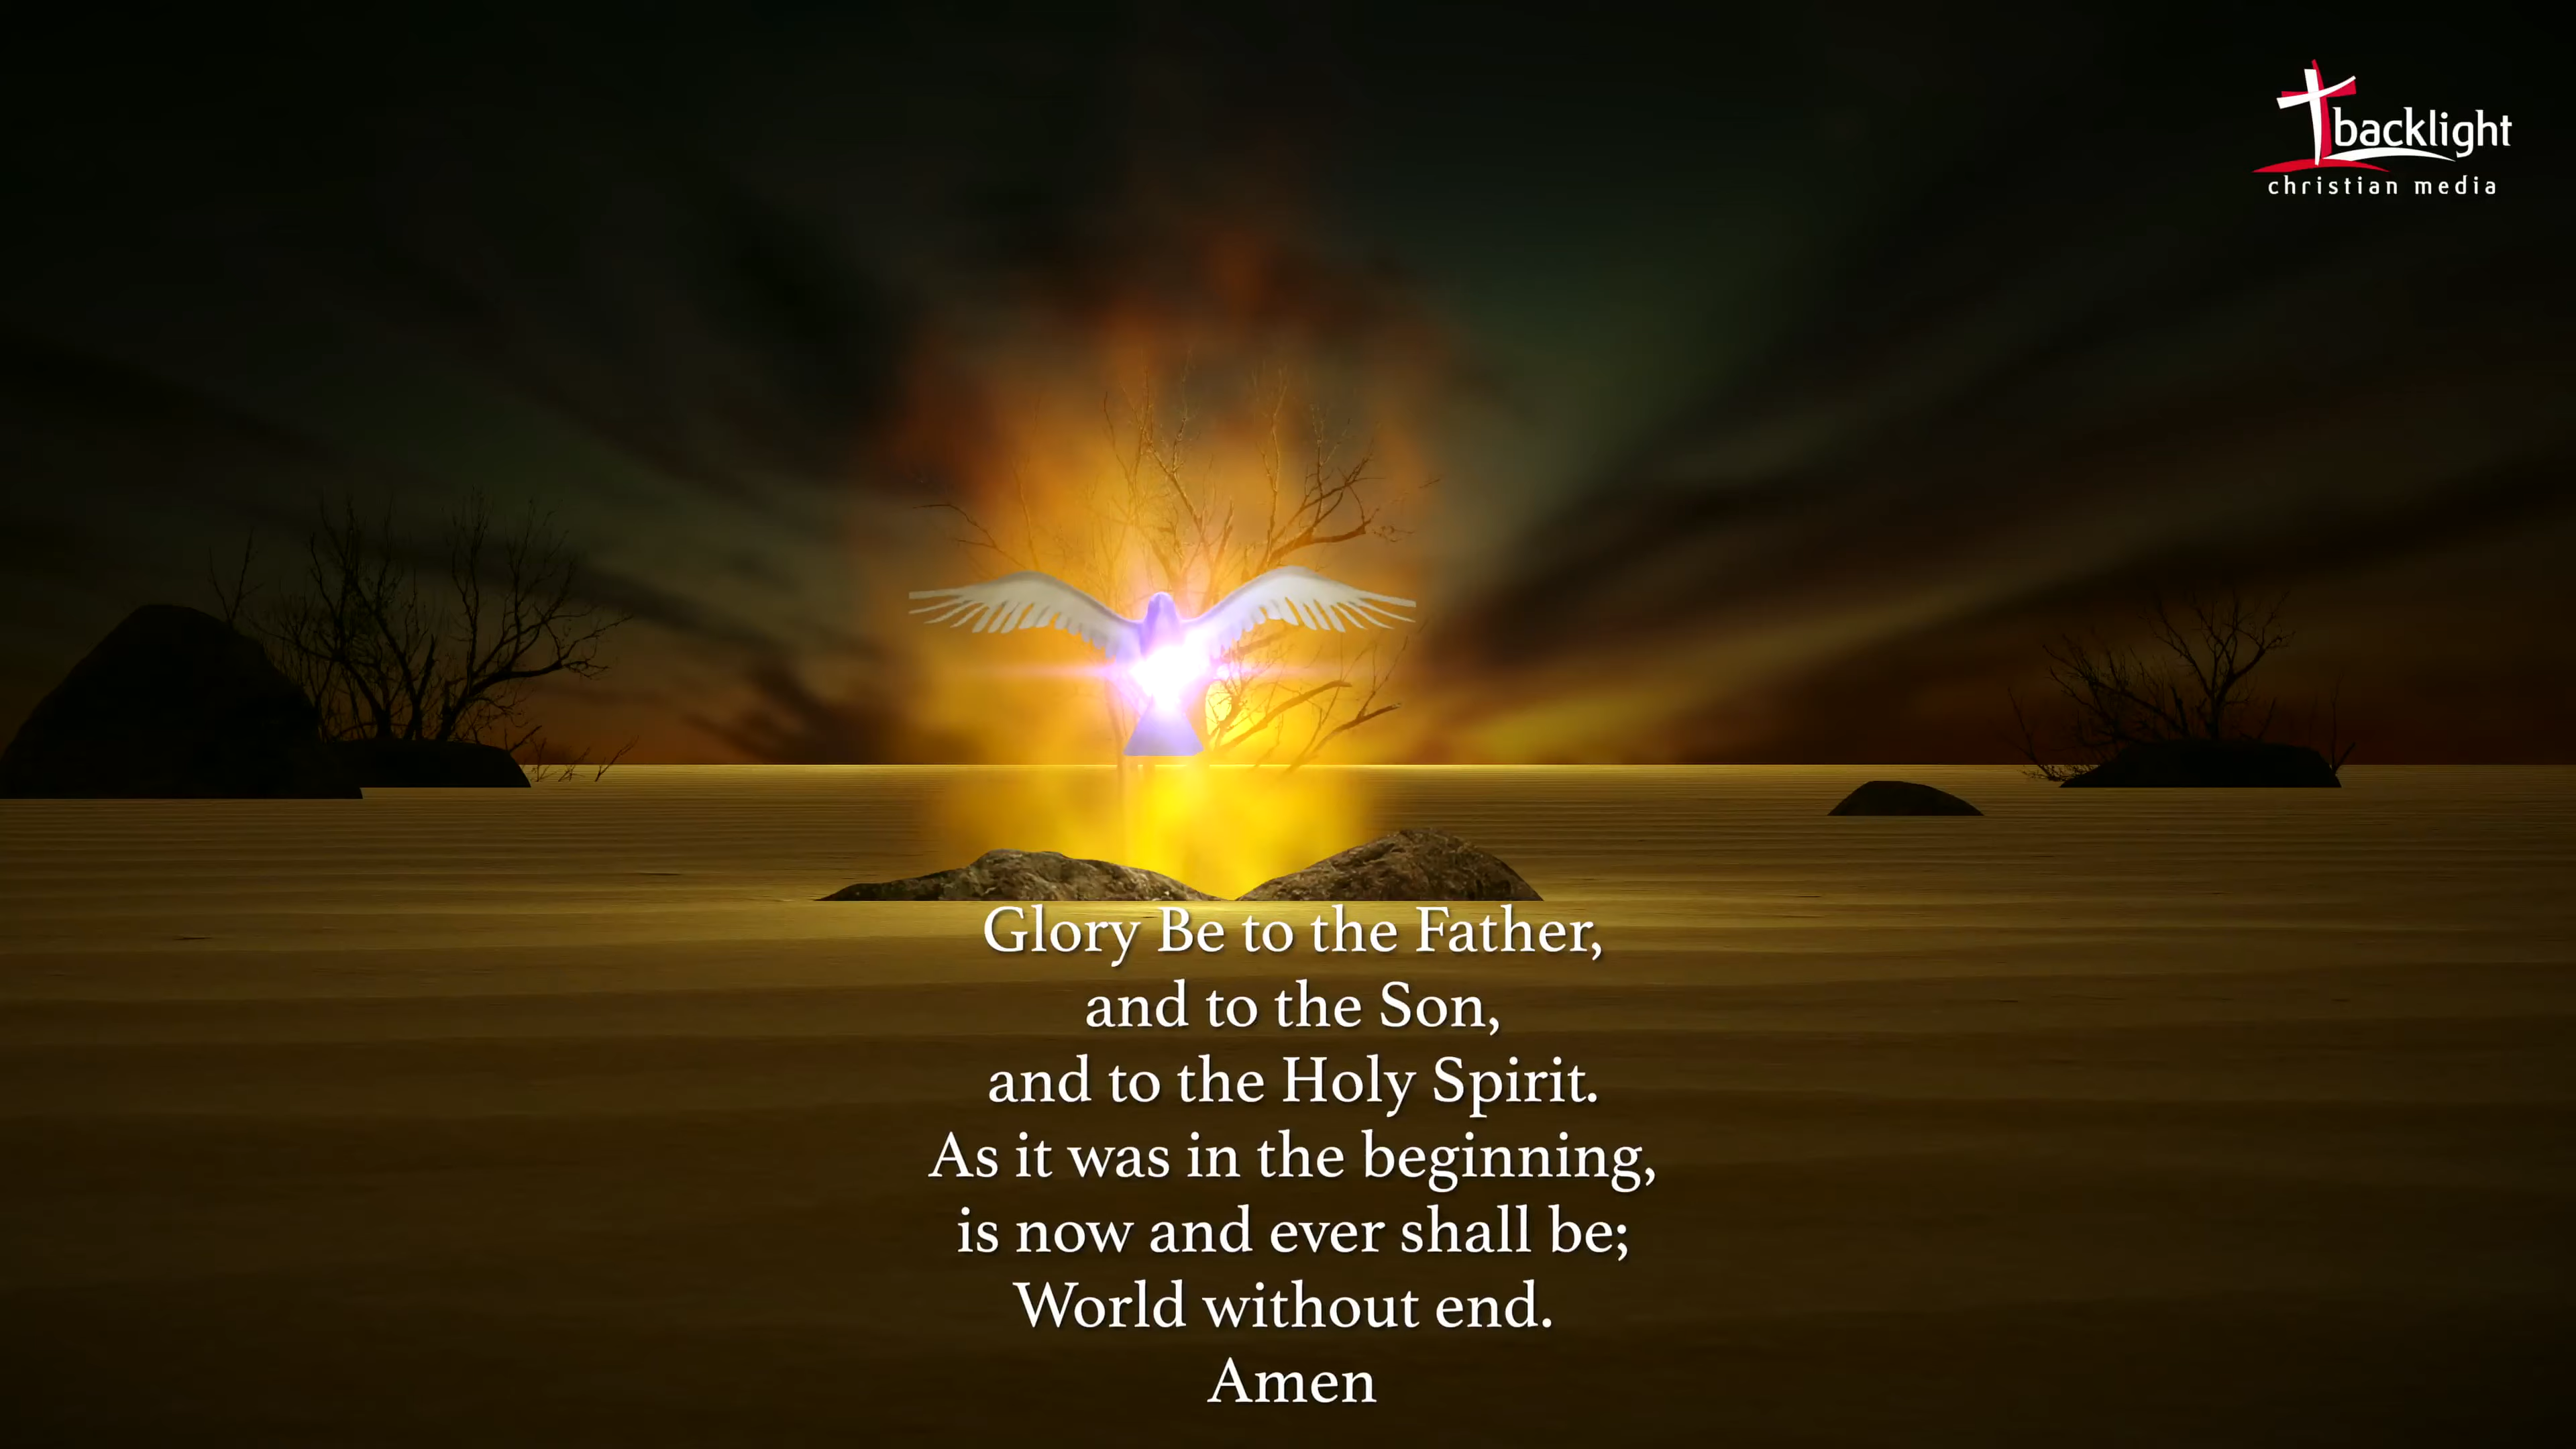 backlight
christian media
Glory Be to the Father,
and to the Son,
and to the Holy Spirit.
As it was in the beginning,
is now and ever shall be;
World without end.
Amen